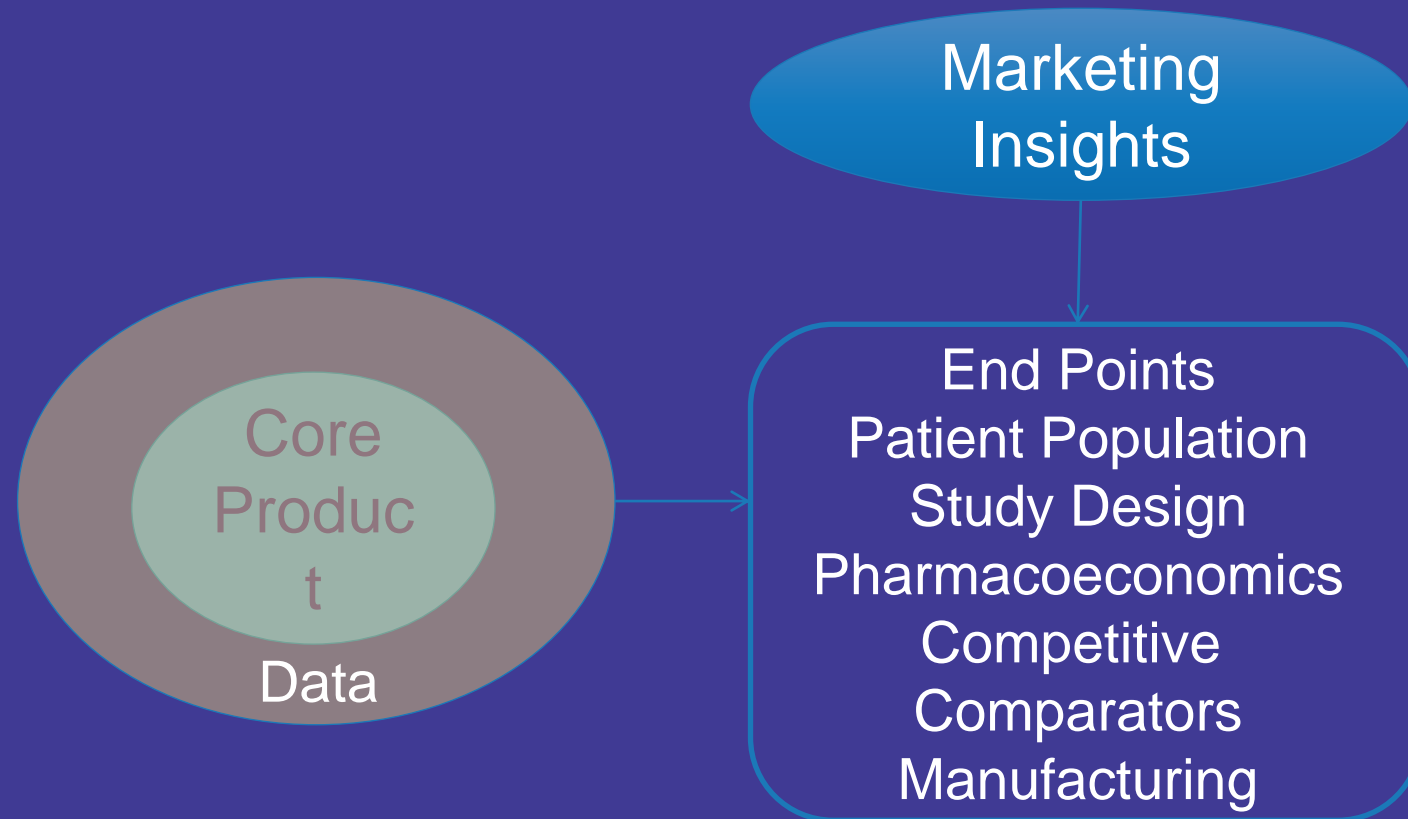 Marketing
Insights
Core
Produc
t
Data
End Points
Patient Population
Study Design
Pharmacoeconomics
Competitive
Comparators
Manufacturing